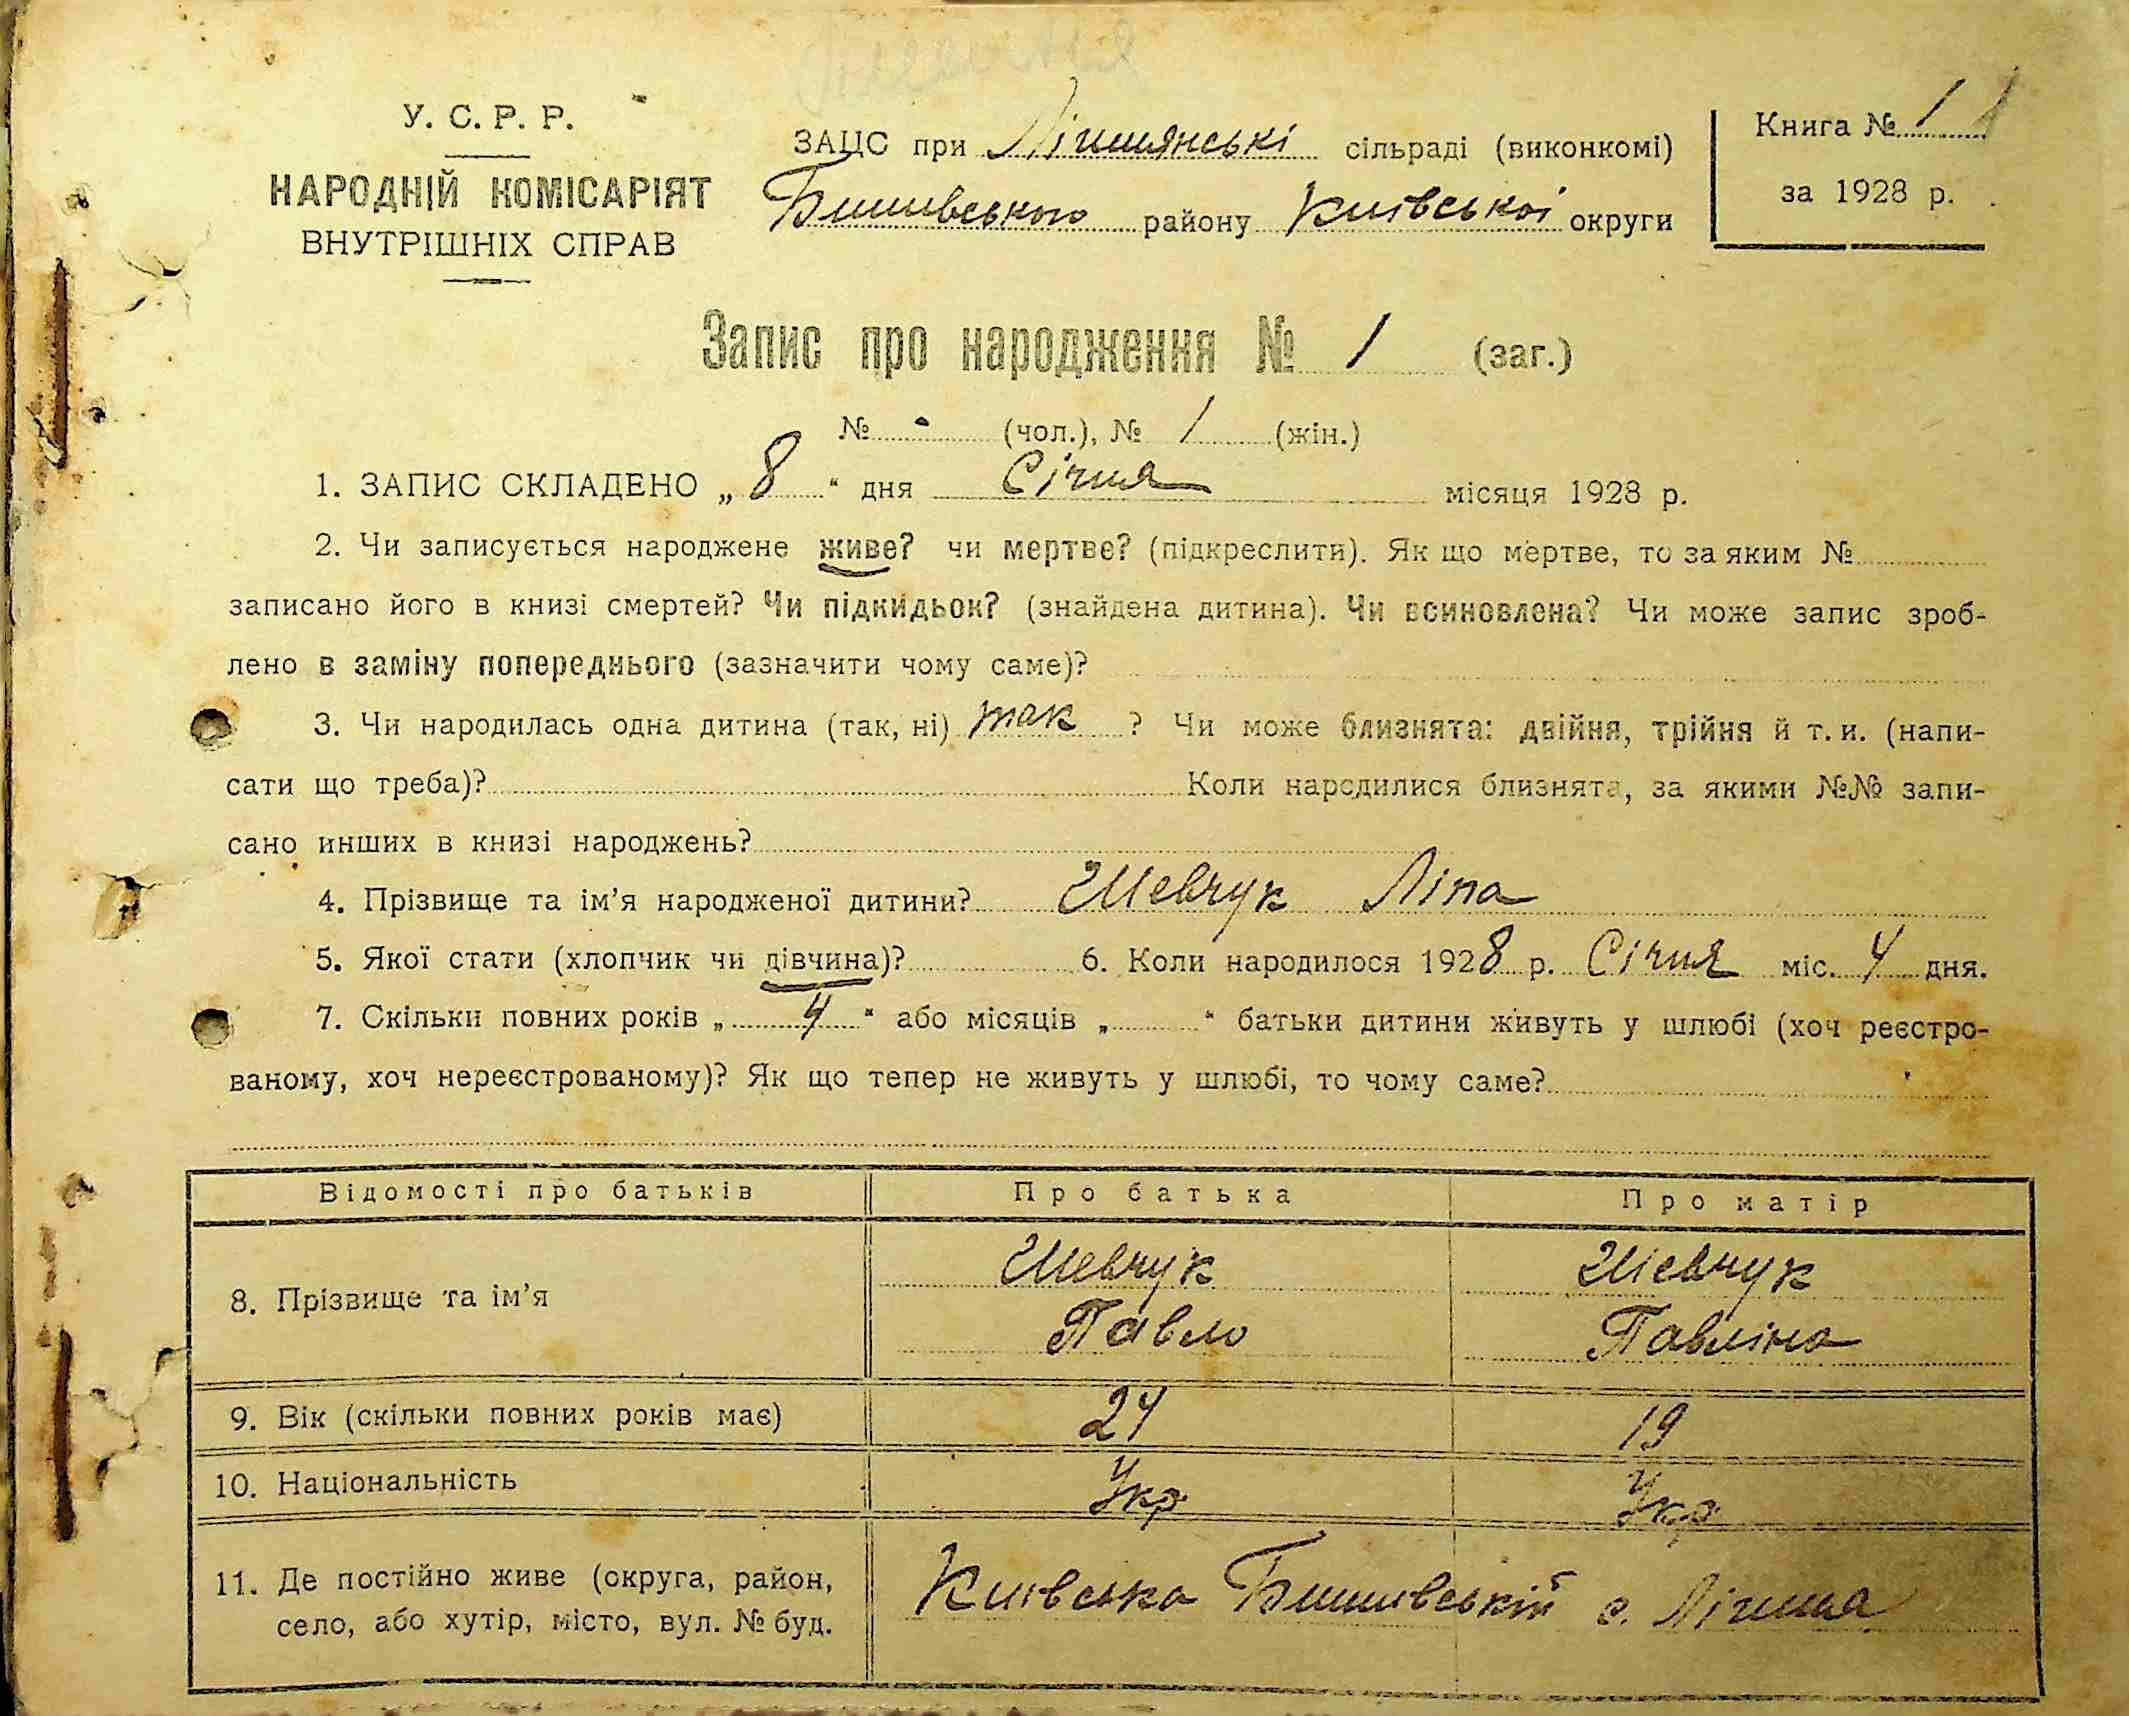 У. С. Р. Р.
НАРОДНІЙ КОМІСАРІЯТ
ВНУТРІШНІХ СПРАВ
ЗАЦС при сільраді (виконкомі)
Бишівського району Київської округи
Книга № 1
за 1928 р.
Запис про народження № 1 (заг.)
№ - (чол.), № 1 (жін.)
1. ЗАПИС СКЛАДЕНО „ 8 “ дня Січня місяця 1928 р.
2. Чи записується народжене живе? чи мертве? (підкреслити). Як що мертве, то за яким №
записано його в книзі смертей? Чи підкидьок? (знайдена дитина). Чи всиновлена? Чи може запис зроб-
лено в заміну попереднього (зазначити чому саме)?
3. Чи народилась одна дитина (так, ні) так ? Чи може близнята: двійня, трійня й т. и. (напи-
сати що треба)? Коли народилися близнята, за якими №№ запи-
сано инших в книзі народжень?
4. Прізвище та ім'я народженої дитини? Шевчук Ліпа
5. Якої стати (хлопчик чи дівчина)? 6. Коли народилося 1928 р. Січня міс. 4 дня.
7. Скільки повних років „ 4 “ або місяців „ “ батьки дитини живуть у шлюбі (хоч реєстро-
ваному, хоч нереєстрованому)? Як що тепер не живуть у шлюбі, то чому саме?
Відомості про батьків Про батька Про матір
8. Прізвище та ім'я Шевчук Шевчук
Павло Павліна
9. Вік (скільки повних років має) 24 19
10. Національність Укр. Укр.
11. Де постійно живе (округа, район,
село, або хутір, місто, вул. № буд.
Київська Бишивській с.